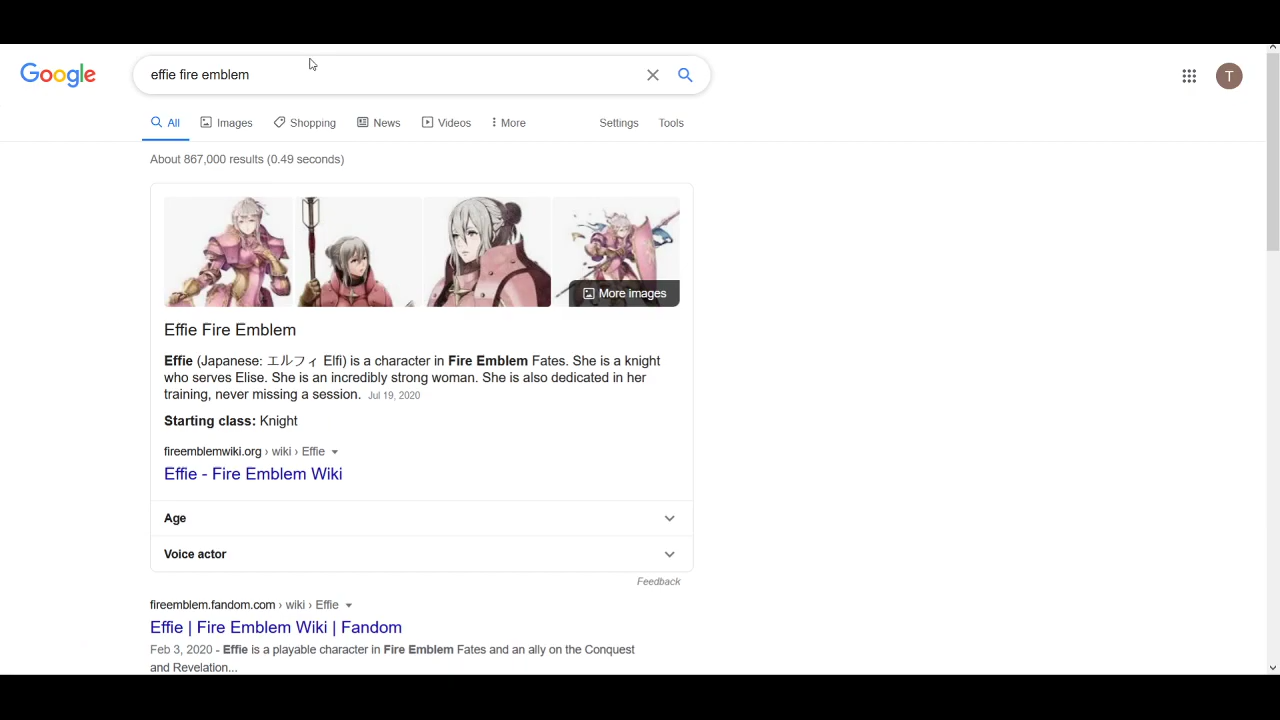 Google
effie fire emblem
T
All Images Shopping News Videos More Settings Tools
About 867,000 results (0.49 seconds)
More images
Effie Fire Emblem
Effie (Japanese: エルフィ Elfi) is a character in Fire Emblem Fates. She is a knight
who serves Elise. She is an incredibly strong woman. She is also dedicated in her
training, never missing a session. Jul 19, 2020
Starting class: Knight
fireemblemwiki.org › wiki › Effie
Effie - Fire Emblem Wiki
Age
Voice actor
Feedback
fireemblem.fandom.com › wiki › Effie
Effie | Fire Emblem Wiki | Fandom
Feb 3, 2020 - Effie is a playable character in Fire Emblem Fates and an ally on the Conquest
and Revelation...